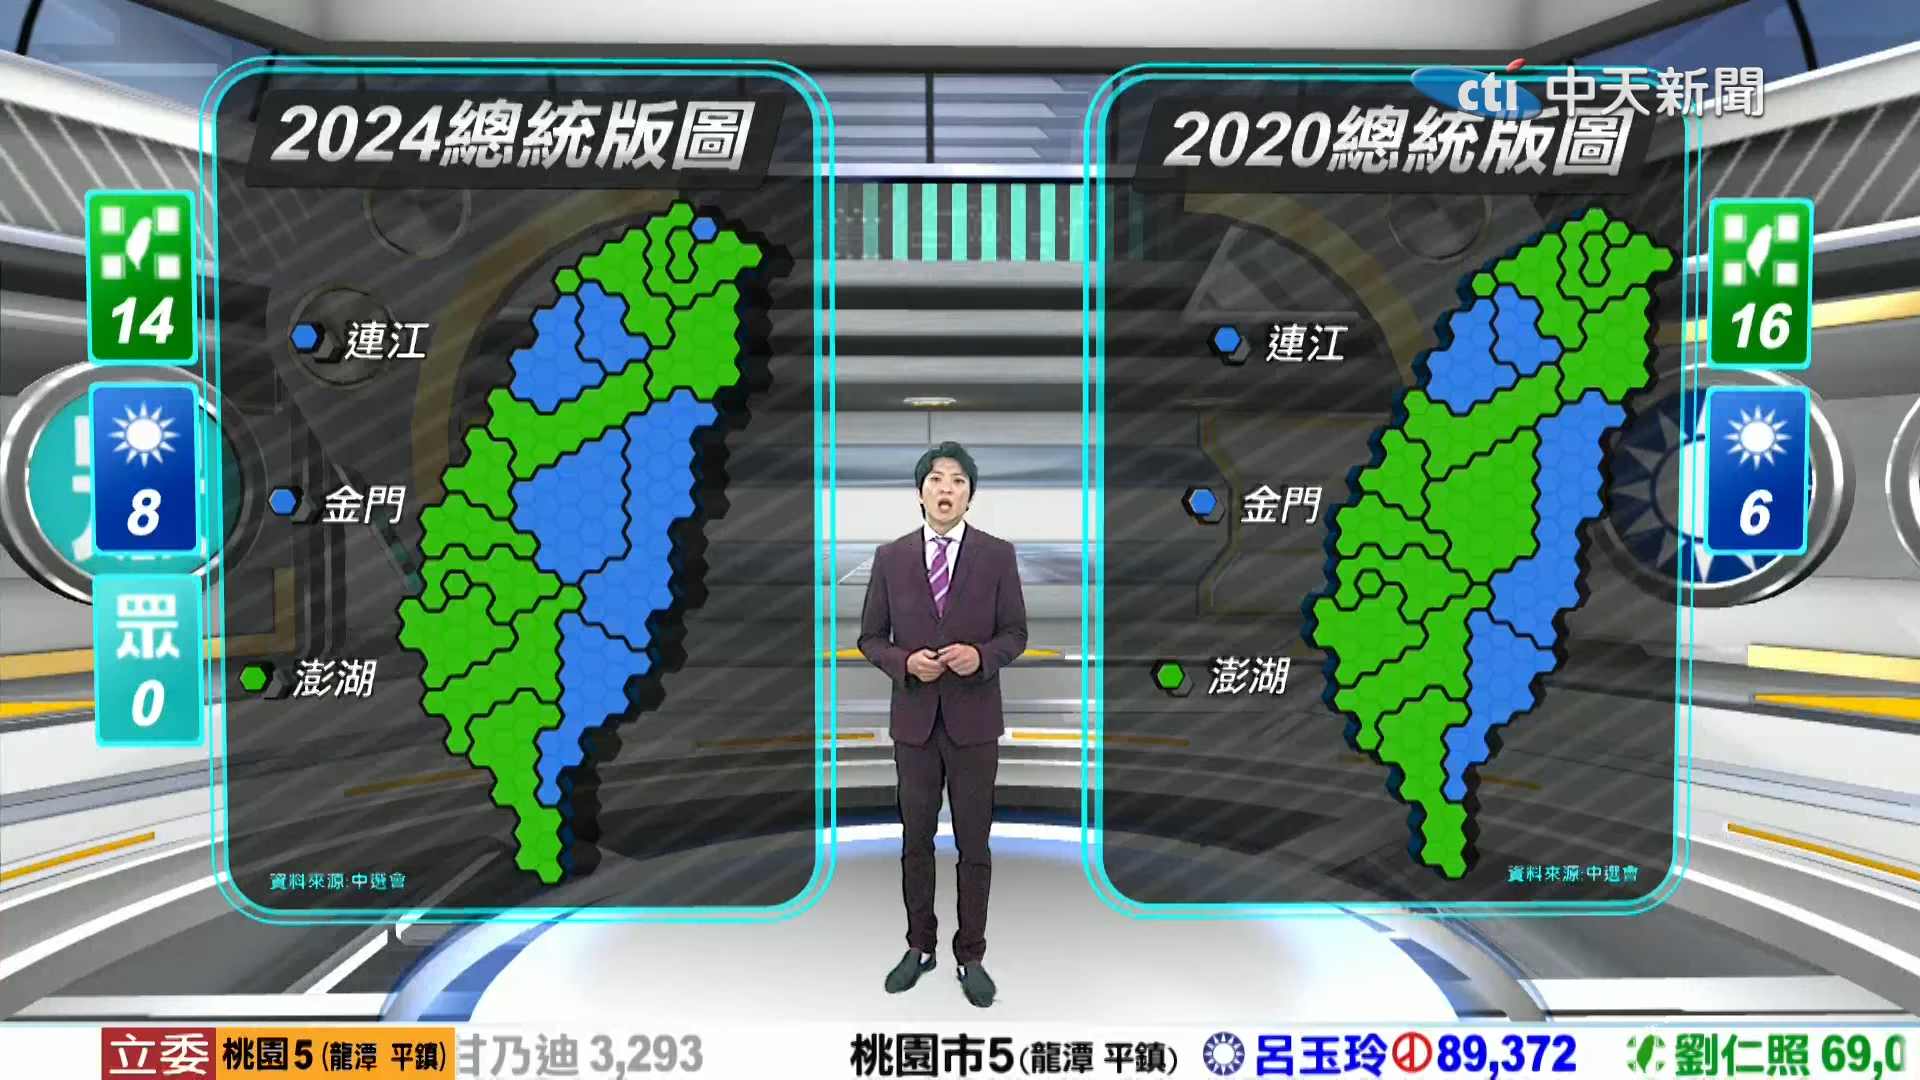 cti 中天新聞
2024總統版圖
14
8
眾
0
連江
金門
澎湖
資料來源:中選會
2020總統版圖
16
6
連江
金門
澎湖
資料來源:中選會
立委 桃園5(龍潭 平鎮) 甘乃迪 3,293 桃園市5(龍潭 平鎮) 呂玉玲 89,372 劉仁照 69,0